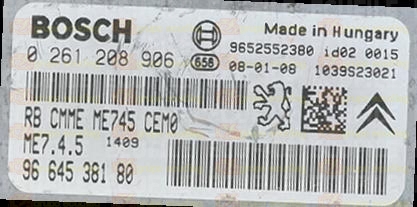 BOSCH
Made in Hungary
9652552380 id02 0015
0 261 208 906
658
08-01-08 1039S23021
RB CMME ME745 CEM0
ME7.4.5 1409
96 645 381 80